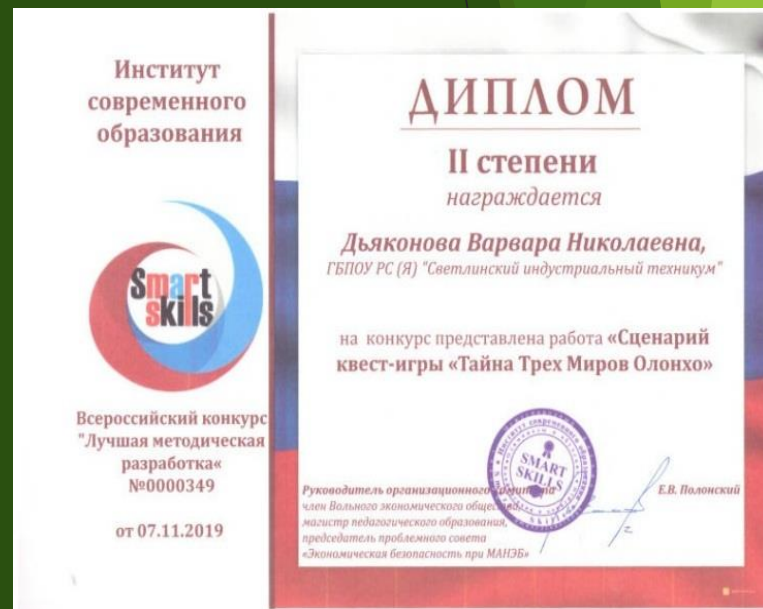 Институт
современного
образования
Smart
skills
Всероссийский конкурс
"Лучшая методическая
разработка«
№0000349
от 07.11.2019
ДИПЛОМ
II степени
награждается
Дьяконова Варвара Николаевна,
ГБПОУ РС (Я) "Светлинский индустриальный техникум"
на конкурс представлена работа «Сценарий
квест-игры «Тайна Трех Миров Олонхо»
SMART
SKILLS
Руководитель организационного комитета
Е.В. Полонский
член Вольного экономического общества,
магистр педагогического образования,
председатель проблемного совета
«Экономическая безопасность при МАНЭБ»